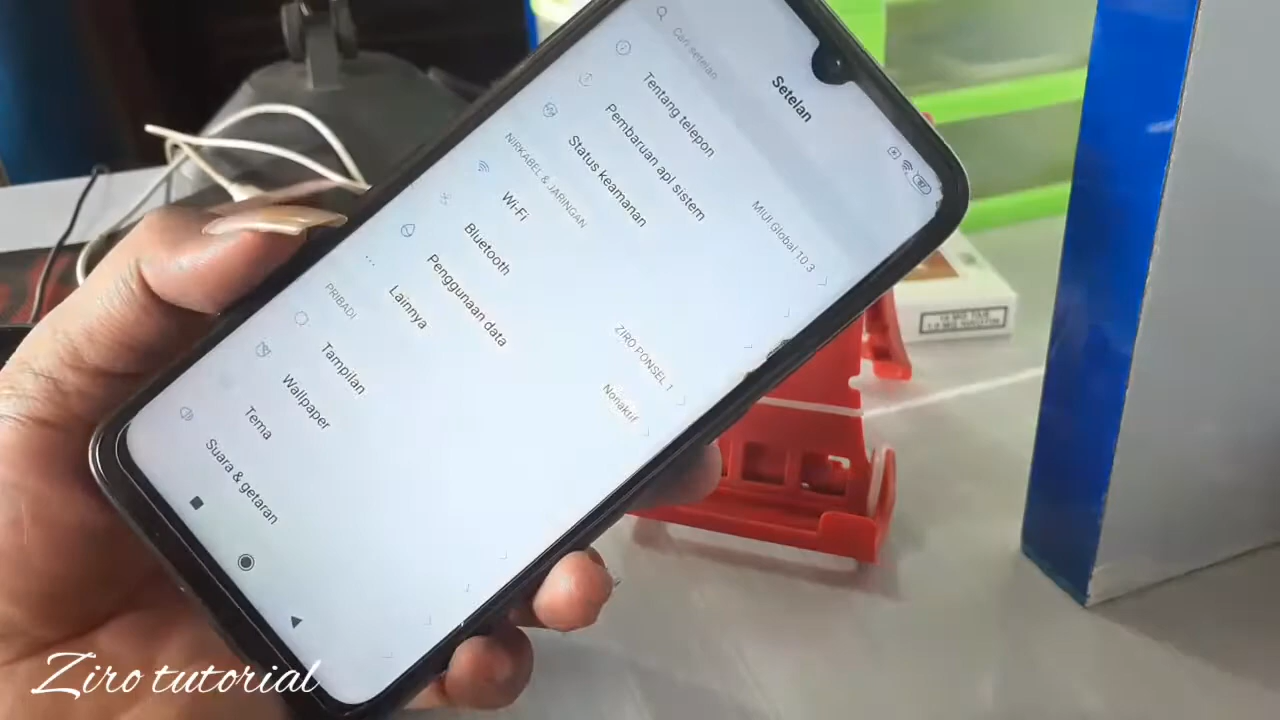 Setelan
Cari setelan
Tentang telepon
MIUI Global 10.3
Pembaruan apl sistem
Status keamanan
NIRKABEL & JARINGAN
Wi-Fi
ZIRO PONSEL 1
Bluetooth
Nonaktif
Penggunaan data
Lainnya
PRIBADI
Tampilan
Wallpaper
Tema
Suara & getaran
Ziro tutorial